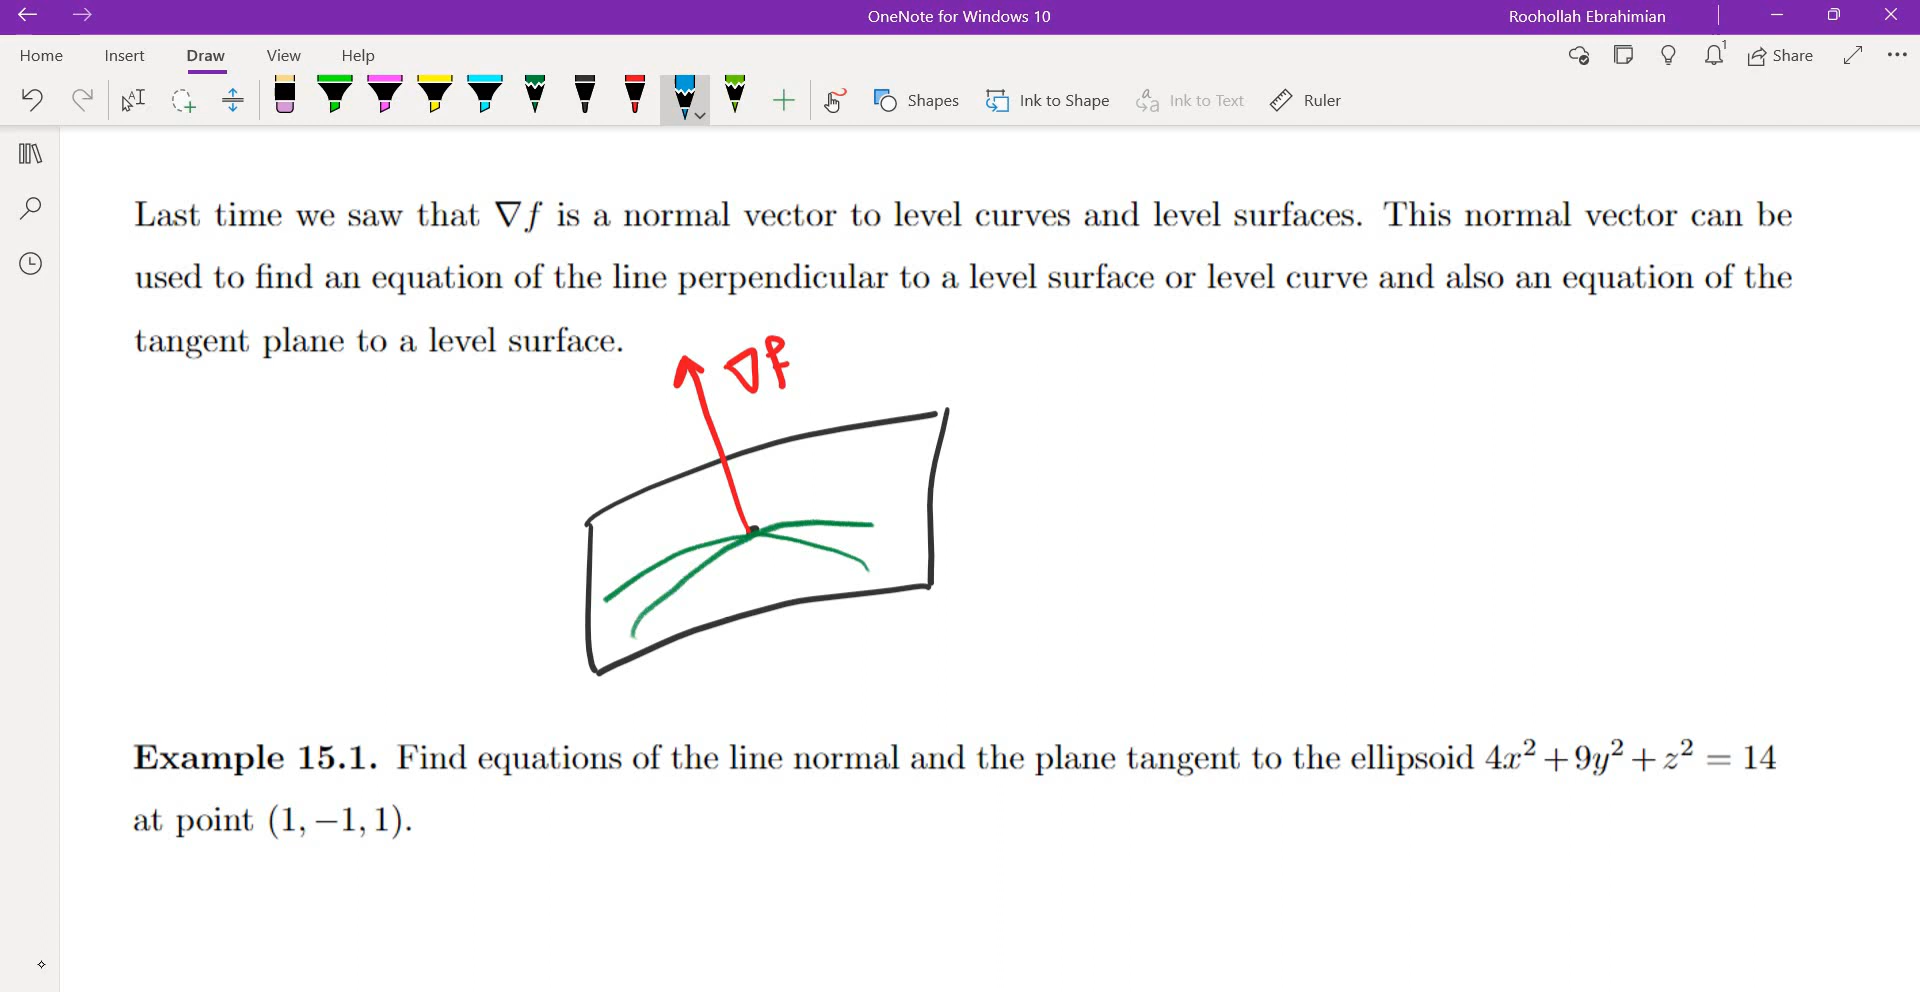 OneNote for Windows 10
Roohollah Ebrahimian
Home Insert Draw View Help
1
Share
Shapes Ink to Shape Ink to Text Ruler
Last time we saw that ∇f is a normal vector to level curves and level surfaces. This normal vector can be
used to find an equation of the line perpendicular to a level surface or level curve and also an equation of the
tangent plane to a level surface.
∇f
Example 15.1. Find equations of the line normal and the plane tangent to the ellipsoid 4x² + 9y² + z² = 14
at point (1, −1, 1).